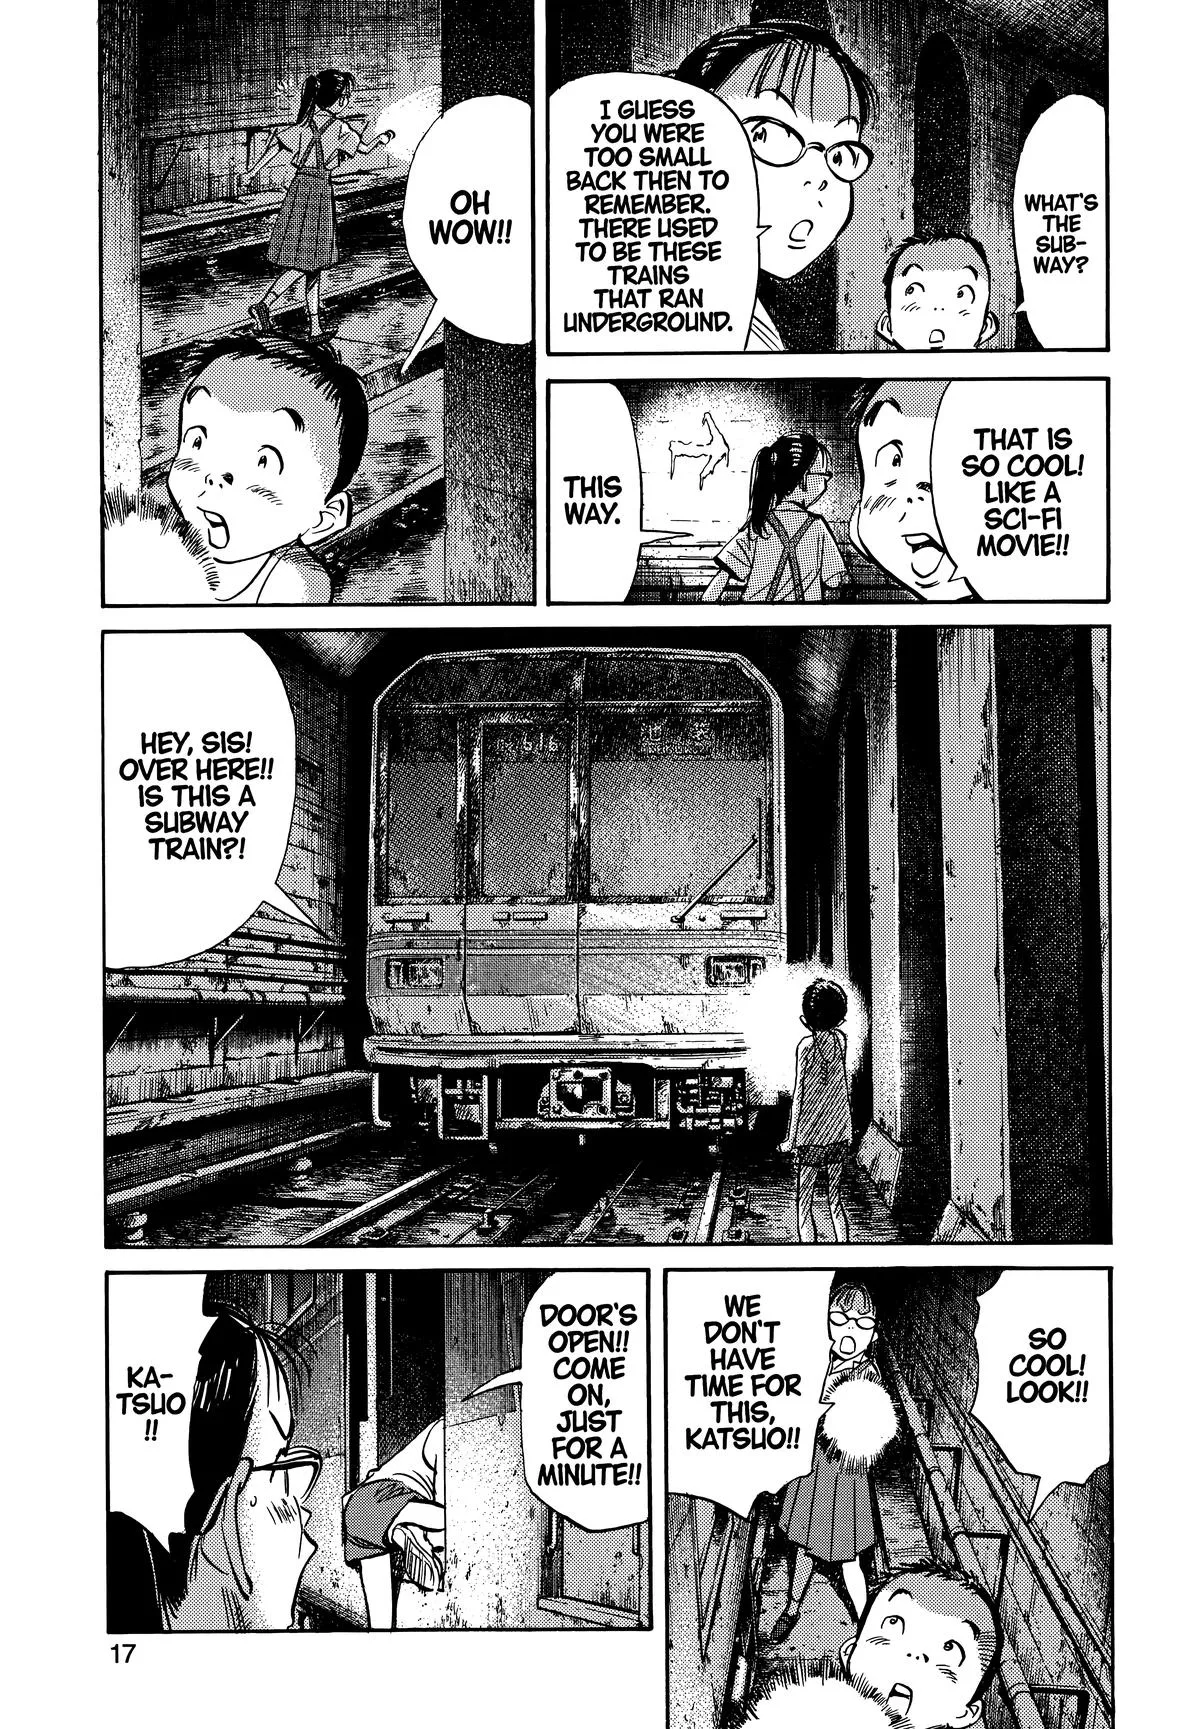 WHAT'S
THE
SUB-
WAY?
I GUESS
YOU WERE
TOO SMALL
BACK THEN TO
REMEMBER.
THERE USED
TO BE THESE
TRAINS
THAT RAN
UNDERGROUND.
THAT IS
SO COOL!
LIKE A
SCI-FI
MOVIE!!
THIS
WAY.
OH
WOW!!
HEY, SIS!
OVER HERE!!
IS THIS A
SUBWAY
TRAIN?!
616
池袋
SO
COOL!
LOOK!!
WE
DON'T
HAVE
TIME FOR
THIS,
KATSUO!!
DOOR'S
OPEN!!
COME
ON,
JUST
FOR A
MINUTE!!
KA-
TSUO
!!
17